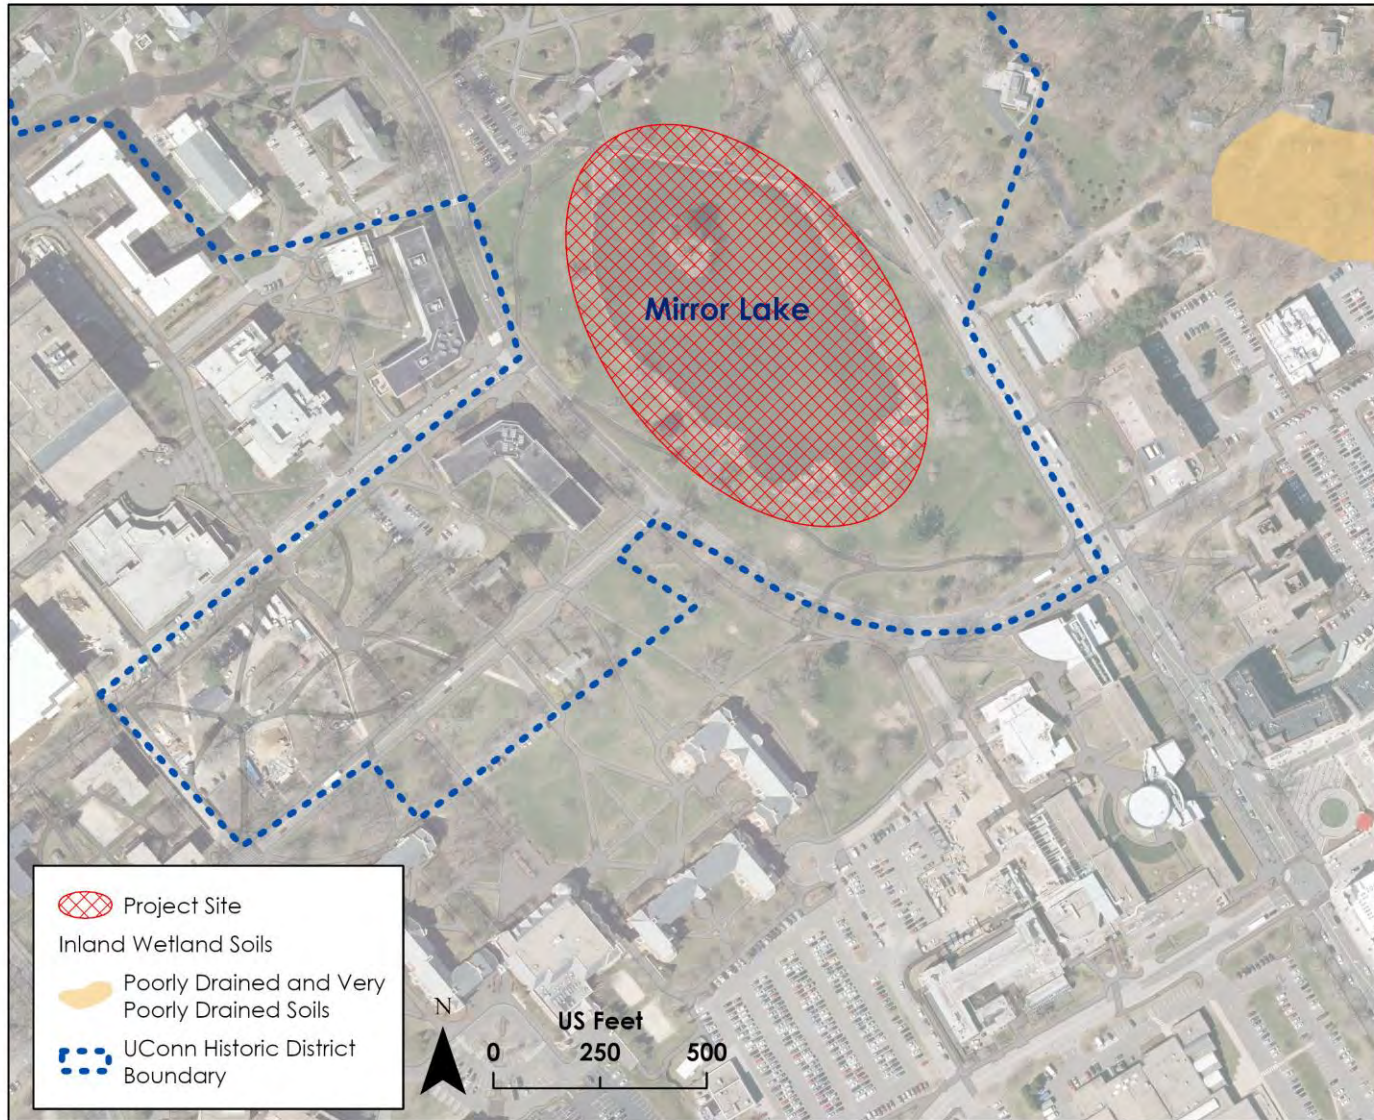 Mirror Lake
Project Site
Inland Wetland Soils
Poorly Drained and Very
Poorly Drained Soils
UConn Historic District
Boundary
N
US Feet
0 250 500